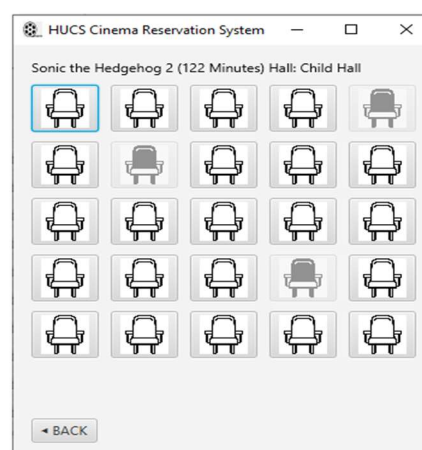 HUCS Cinema Reservation System
Sonic the Hedgehog 2 (122 Minutes) Hall: Child Hall
◄ BACK